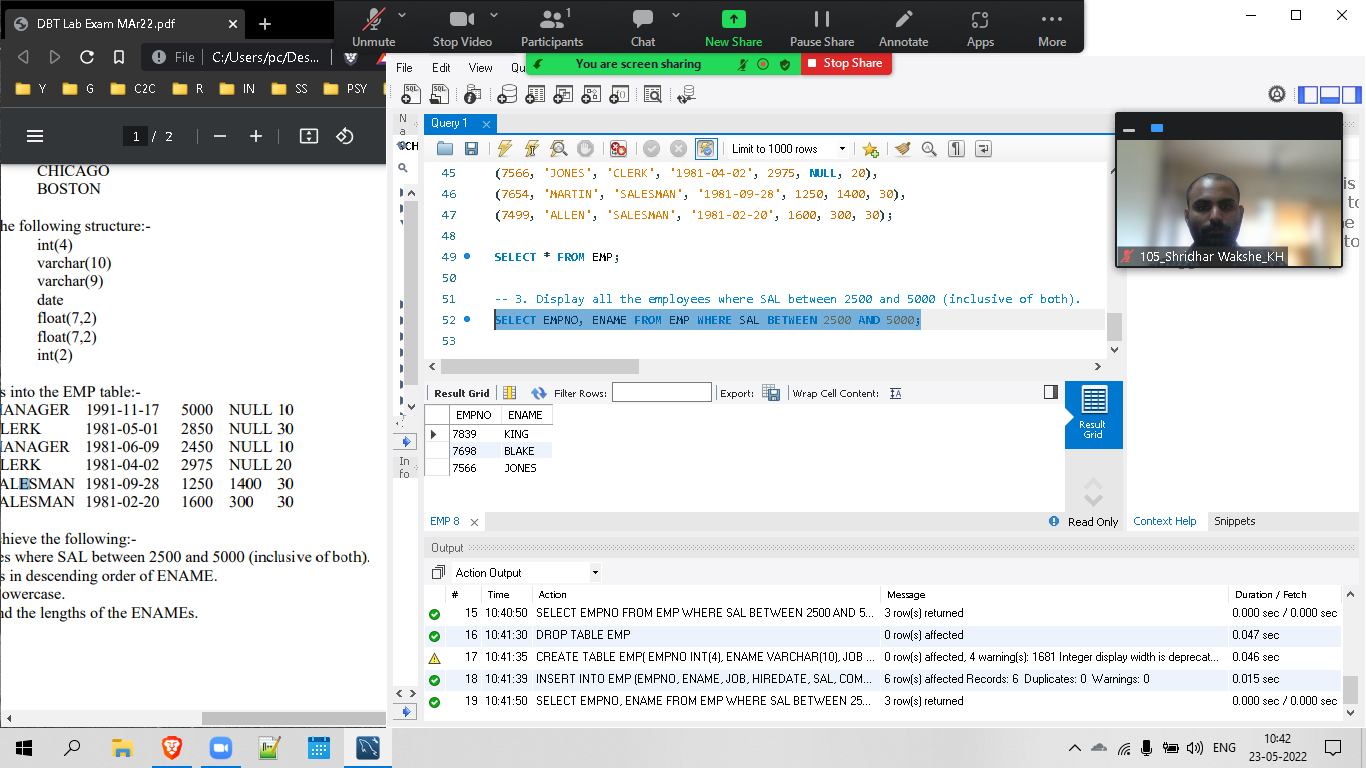 DBT Lab Exam MAr22.pdf
Unmute
Stop Video
1
Participants
Chat
New Share
Pause Share
Annotate
Apps
More
You are screen sharing
Stop Share
File
C:/Users/pc/Des...
Y
G
C2C
R
IN
SS
PSY
1 / 2
CHICAGO
BOSTON
he following structure:-
int(4)
varchar(10)
varchar(9)
date
float(7,2)
float(7,2)
int(2)
s into the EMP table:-
MANAGER 1991-11-17 5000 NULL 10
LERK 1981-05-01 2850 NULL 30
MANAGER 1981-06-09 2450 NULL 10
LERK 1981-04-02 2975 NULL 20
ALESMAN 1981-09-28 1250 1400 30
ALESMAN 1981-02-20 1600 300 30
chieve the following:-
es where SAL between 2500 and 5000 (inclusive of both).
s in descending order of ENAME.
owercase.
nd the lengths of the ENAMEs.
File Edit View Qu
Na
CH
Info
Query 1
Limit to 1000 rows
45 (7566, 'JONES', 'CLERK', '1981-04-02', 2975, NULL, 20),
46 (7654, 'MARTIN', 'SALESMAN', '1981-09-28', 1250, 1400, 30),
47 (7499, 'ALLEN', 'SALESMAN', '1981-02-20', 1600, 300, 30);
48
49 SELECT * FROM EMP;
50
51 -- 3. Display all the employees where SAL between 2500 and 5000 (inclusive of both).
52 SELECT EMPNO, ENAME FROM EMP WHERE SAL BETWEEN 2500 AND 5000;
53
105_Shridhar Wakshe_KH
Result Grid
Filter Rows:
Export:
Wrap Cell Content:
EMPNO ENAME
7839 KING
7698 BLAKE
7566 JONES
Result Grid
EMP 8
Read Only
Context Help
Snippets
Output
Action Output
# Time Action Message Duration / Fetch
15 10:40:50 SELECT EMPNO FROM EMP WHERE SAL BETWEEN 2500 AND 5... 3 row(s) returned 0.000 sec / 0.000 sec
16 10:41:30 DROP TABLE EMP 0 row(s) affected 0.047 sec
17 10:41:35 CREATE TABLE EMP( EMPNO INT(4), ENAME VARCHAR(10), JOB ... 0 row(s) affected, 4 warning(s): 1681 Integer display width is deprecat... 0.046 sec
18 10:41:39 INSERT INTO EMP (EMPNO, ENAME, JOB, HIREDATE, SAL, COM... 6 row(s) affected Records: 6 Duplicates: 0 Warnings: 0 0.015 sec
19 10:41:50 SELECT EMPNO, ENAME FROM EMP WHERE SAL BETWEEN 25... 3 row(s) returned 0.000 sec / 0.000 sec
ENG
10:42
23-05-2022